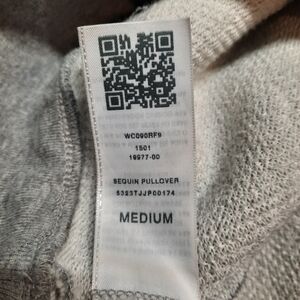 WC090RF9
1501
19977-00
SEQUIN PULLOVER
5323TJJP00174
MEDIUM